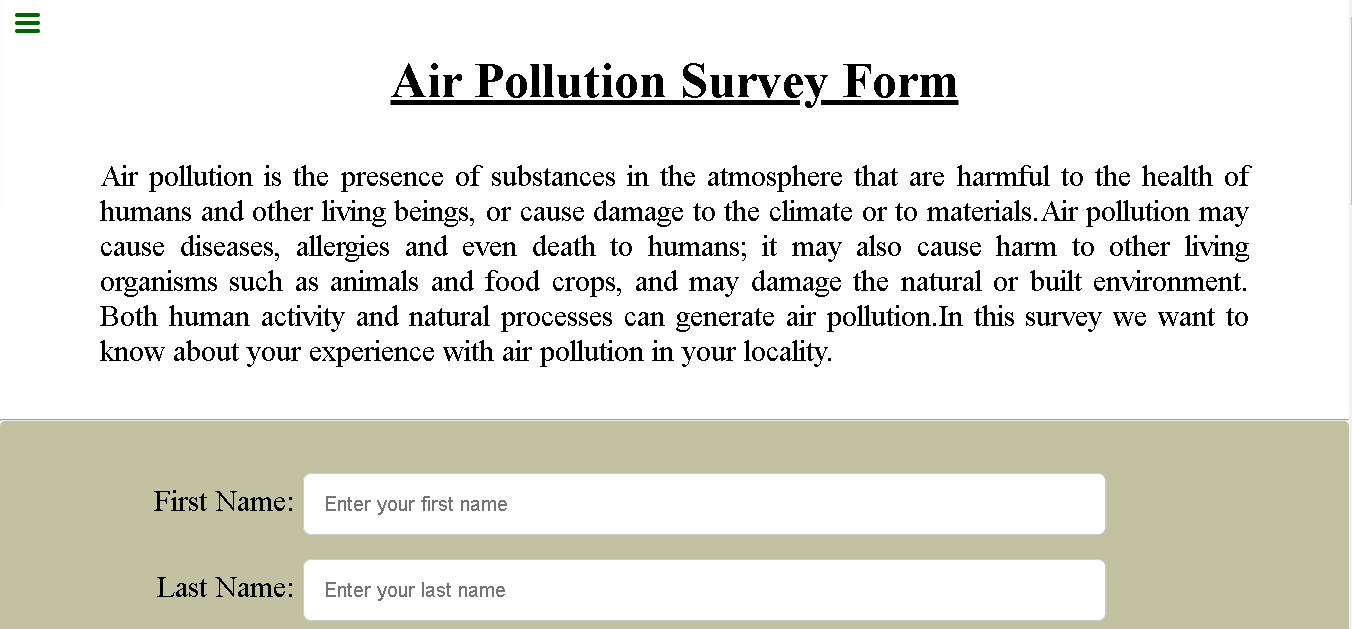 Air Pollution Survey Form
Air pollution is the presence of substances in the atmosphere that are harmful to the health of
humans and other living beings, or cause damage to the climate or to materials.Air pollution may
cause diseases, allergies and even death to humans; it may also cause harm to other living
organisms such as animals and food crops, and may damage the natural or built environment.
Both human activity and natural processes can generate air pollution.In this survey we want to
know about your experience with air pollution in your locality.
First Name: Enter your first name
Last Name: Enter your last name